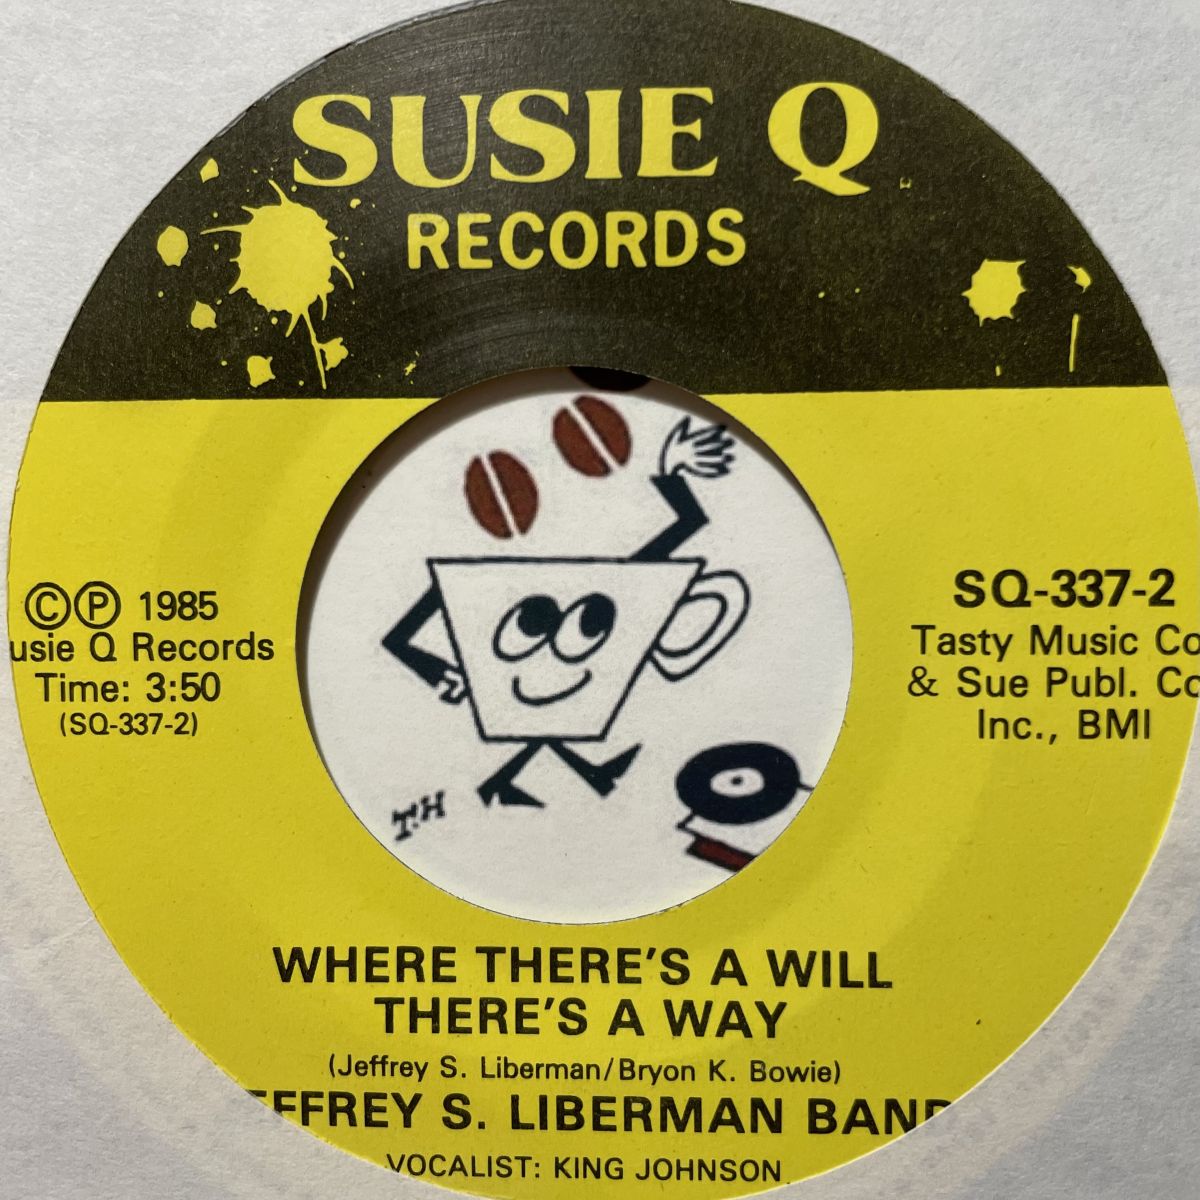 SUSIE Q
RECORDS
©℗ 1985
usie Q Records
Time: 3:50
(SQ-337-2)
SQ-337-2
Tasty Music Co
& Sue Publ. Co
Inc., BMI
T.H
WHERE THERE'S A WILL
THERE'S A WAY
(Jeffrey S. Liberman/Bryon K. Bowie)
EFFREY S. LIBERMAN BAND
VOCALIST: KING JOHNSON